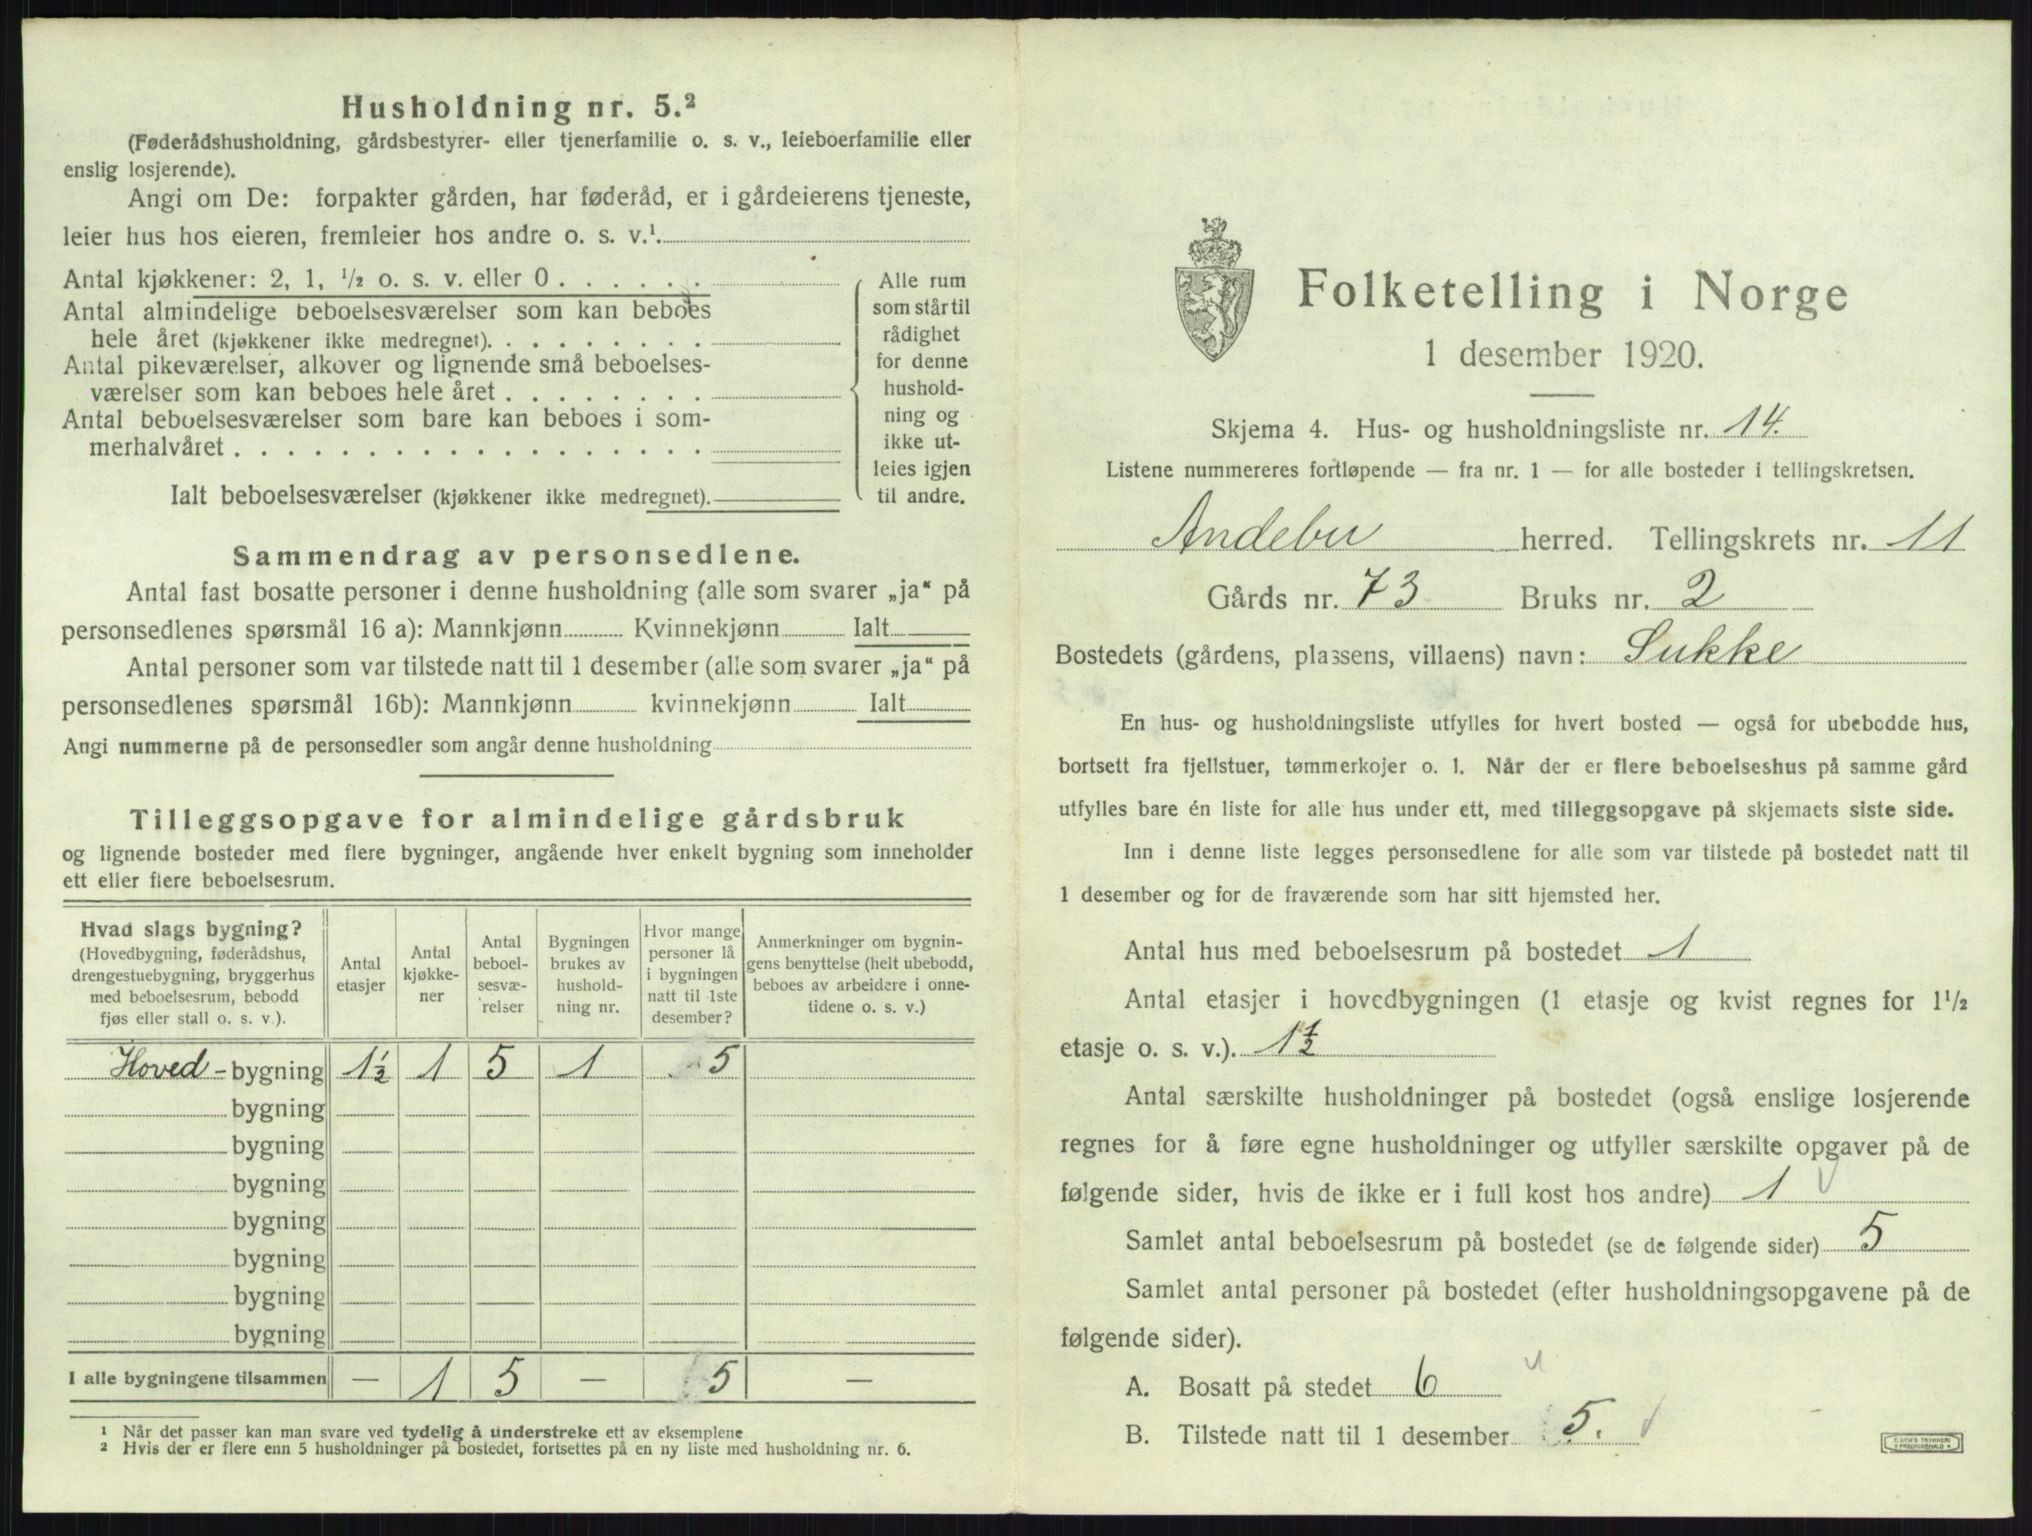 Husholdning nr. 5.²
(Føderådshusholdning, gårdsbestyrer- eller tjenerfamilie o. s. v., leieboerfamilie eller
enslig losjerende).
Angi om De: forpakter gården, har føderåd, er i gårdeierens tjeneste,
leier hus hos eieren, fremleier hos andre o. s. v.¹
Antal kjøkkener: 2, 1, ½ o. s. v. eller 0 . . . . . .
Antal almindelige beboelsesværelser som kan beboes
hele året (kjøkkener ikke medregnet). . . . . . . . .
Antal pikeværelser, alkover og lignende små beboelses-
værelser som kan beboes hele året . . . . . . . .
Antal beboelsesværelser som bare kan beboes i som-
merhalvåret . . . . . . . . . . . . . . . . . .
Ialt beboelsesværelser (kjøkkener ikke medregnet).
Alle rum
som står til
rådighet
for denne
hushold-
ning og
ikke ut-
leies igjen
til andre.
Sammendrag av personsedlene.
Antal fast bosatte personer i denne husholdning (alle som svarer „ja“ på
personsedlenes spørsmål 16 a): Mannkjønn Kvinnekjønn Ialt
Antal personer som var tilstede natt til 1 desember (alle som svarer „ja“ på
personsedlenes spørsmål 16b): Mannkjønn kvinnekjønn Ialt
Angi nummerne på de personsedler som angår denne husholdning
Tilleggsopgave for almindelige gårdsbruk
og lignende bosteder med flere bygninger, angående hver enkelt bygning som inneholder
ett eller flere beboelsesrum.
Hvad slags bygning?
(Hovedbygning, føderådshus,
drengestuebygning, bryggerhus
med beboelsesrum, bebodd
fjøs eller stall o. s. v.).
Antal
etasjer
Antal
kjøkke-
ner
Antal
beboel-
sesvæ-
relser
Bygningen
brukes av
hushold-
ning nr.
Hvor mange
personer lå
i bygningen
natt til 1ste
desember?
Anmerkninger om bygnin-
gens benyttelse (helt ubebodd,
beboes av arbeidere i onne-
tidene o. s. v.)
Hoved - bygning 1½ 1 5 1 5
bygning
bygning
bygning
bygning
bygning
bygning
bygning
I alle bygningene tilsammen — 1 5 — 5 —
¹ Når det passer kan man svare ved tydelig å understreke ett av eksemplene
² Hvis der er flere enn 5 husholdninger på bostedet, fortsettes på en ny liste med husholdning nr. 6.
Folketelling i Norge
1 desember 1920.
Skjema 4. Hus- og husholdningsliste nr. 14.
Listene nummereres fortløpende — fra nr. 1 — for alle bosteder i tellingskretsen.
Andebu herred. Tellingskrets nr. 11
Gårds nr. 73 Bruks nr. 2
Bostedets (gårdens, plassens, villaens) navn: Sukke
En hus- og husholdningsliste utfylles for hvert bosted — også for ubebodde hus,
bortsett fra fjellstuer, tømmerkojer o. l. Når der er flere beboelseshus på samme gård
utfylles bare én liste for alle hus under ett, med tilleggsopgave på skjemaets siste side.
Inn i denne liste legges personsedlene for alle som var tilstede på bostedet natt til
1 desember og for de fraværende som har sitt hjemsted her.
Antal hus med beboelsesrum på bostedet 1
Antal etasjer i hovedbygningen (1 etasje og kvist regnes for 1½
etasje o. s. v.). 1½
Antal særskilte husholdninger på bostedet (også enslige losjerende
regnes for å føre egne husholdninger og utfyller særskilte opgaver på de
følgende sider, hvis de ikke er i full kost hos andre) 1
Samlet antal beboelsesrum på bostedet (se de følgende sider) 5
Samlet antal personer på bostedet (efter husholdningsopgavene på de
følgende sider).
A. Bosatt på stedet 6
B. Tilstede natt til 1 desember 5.